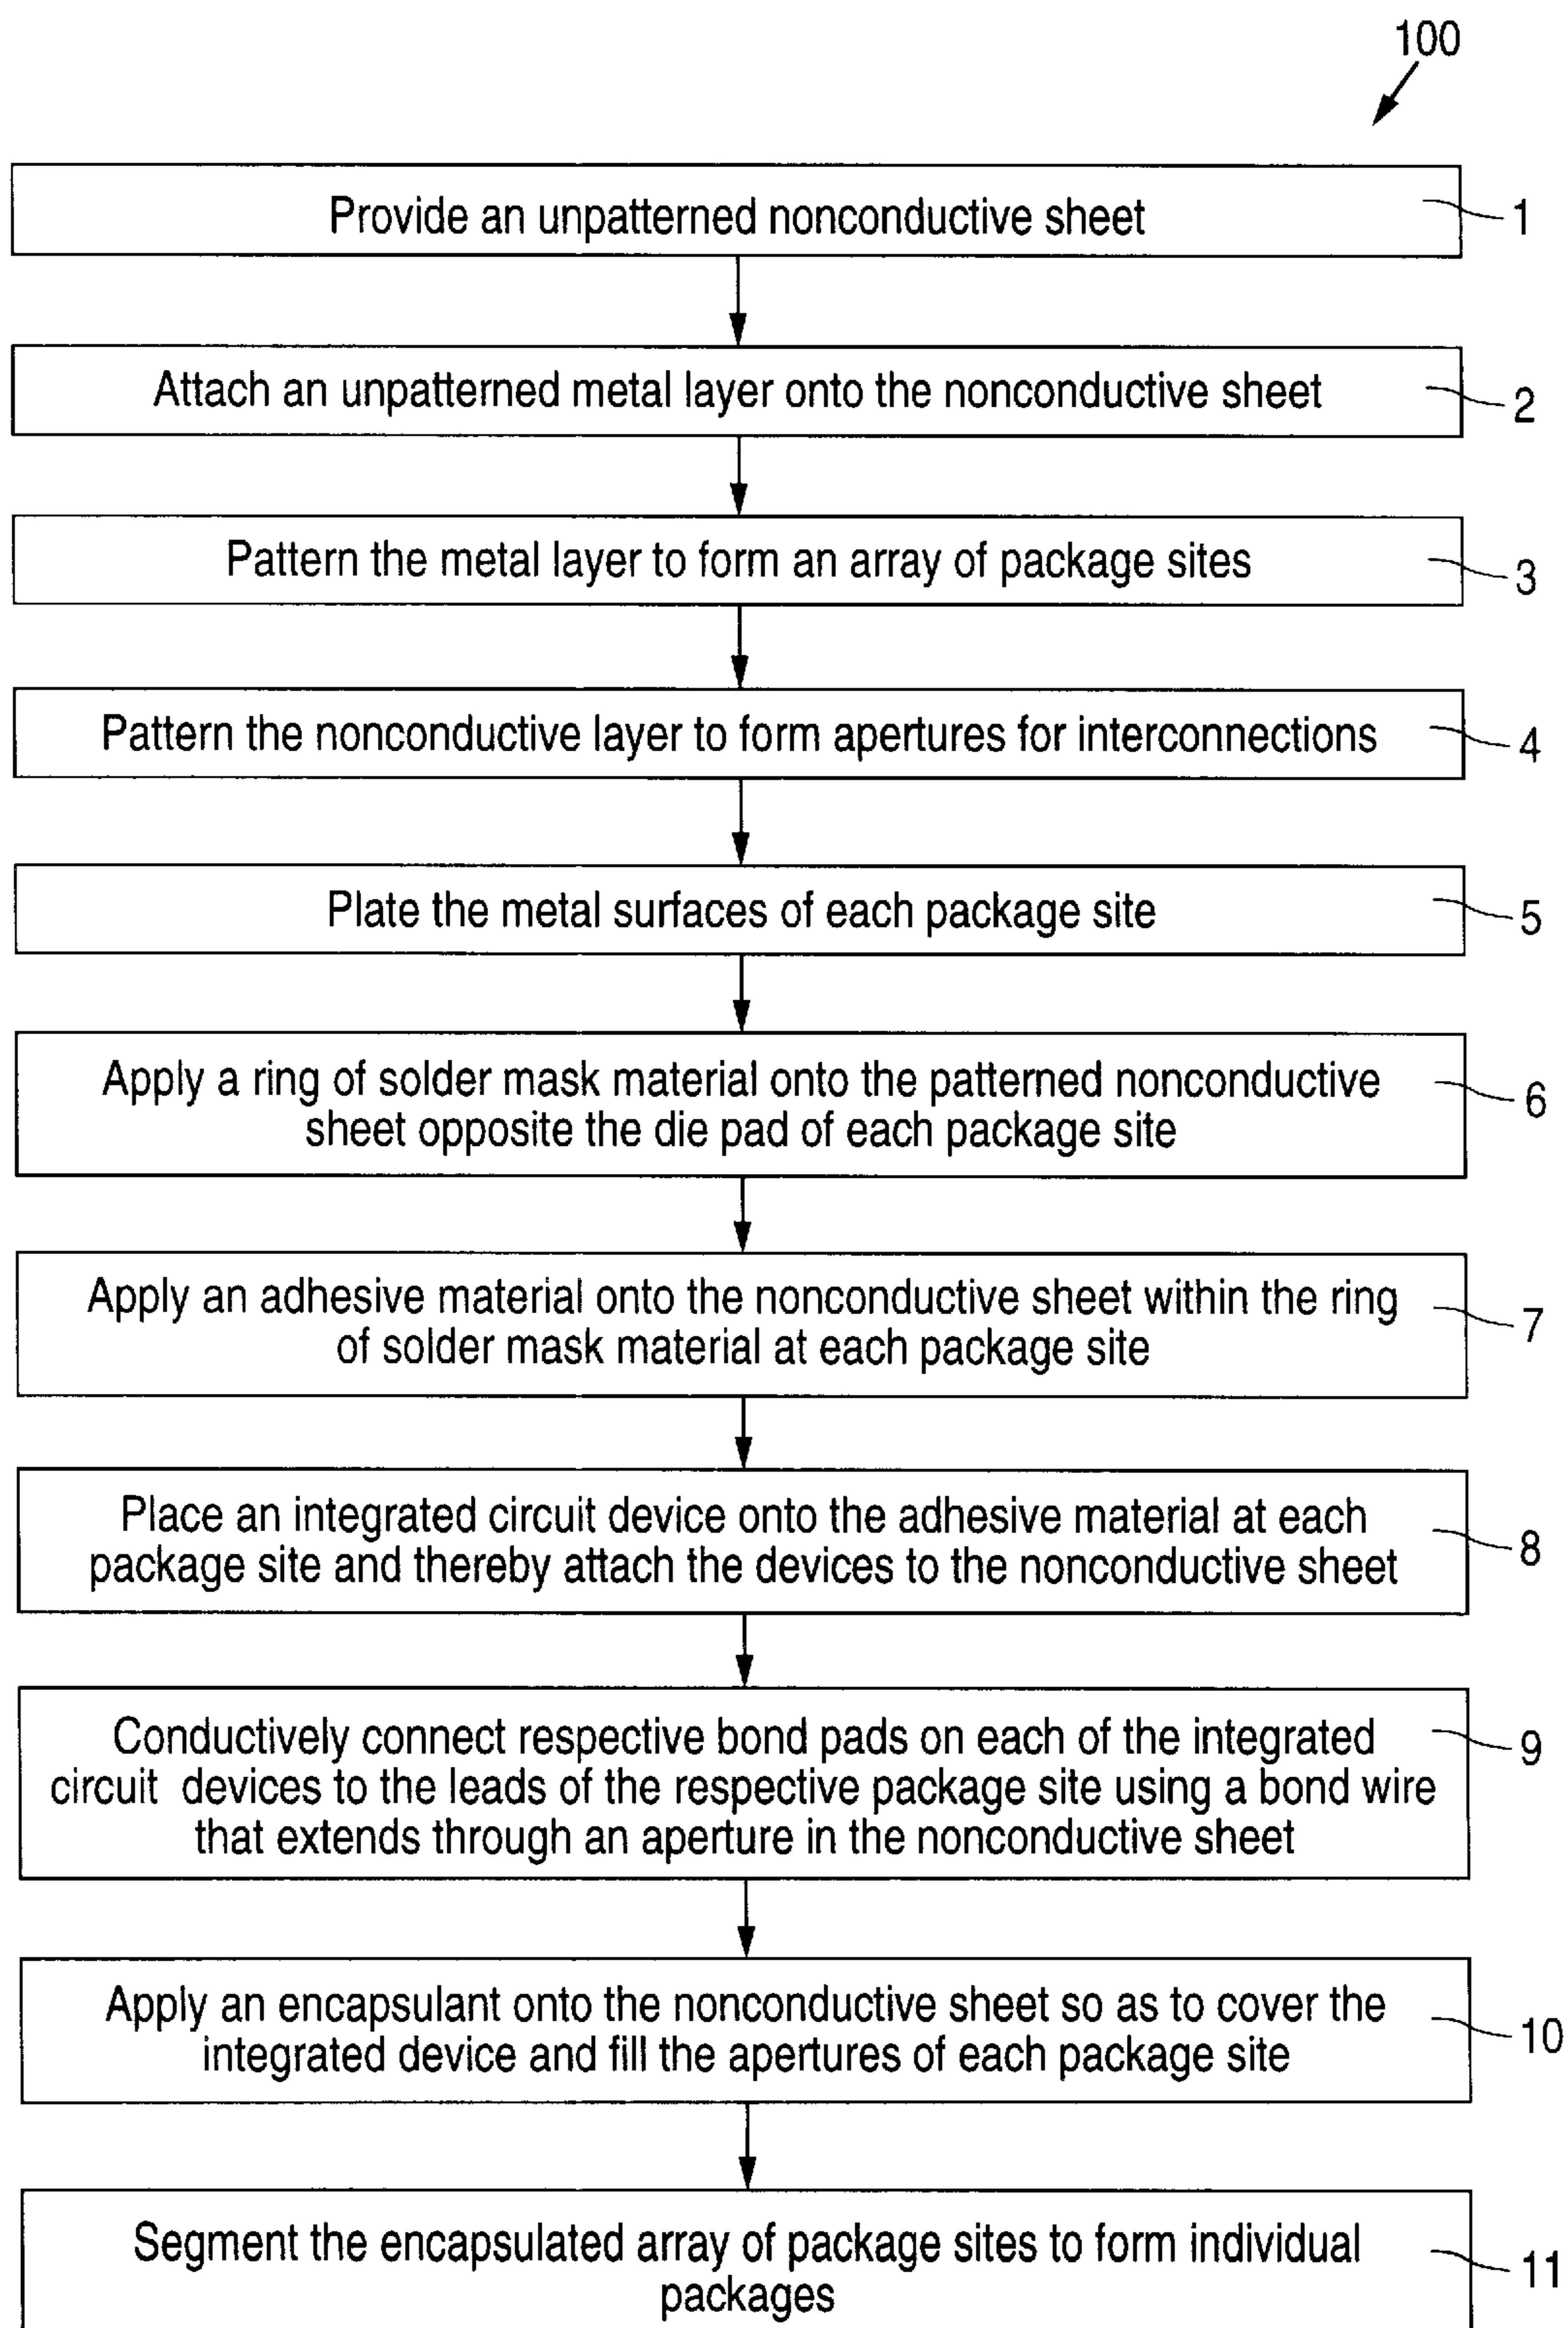 100
Provide an unpatterned nonconductive sheet
1
Attach an unpatterned metal layer onto the nonconductive sheet
2
Pattern the metal layer to form an array of package sites
3
Pattern the nonconductive layer to form apertures for interconnections
4
Plate the metal surfaces of each package site
5
Apply a ring of solder mask material onto the patterned nonconductive
sheet opposite the die pad of each package site
6
Apply an adhesive material onto the nonconductive sheet within the ring
of solder mask material at each package site
7
Place an integrated circuit device onto the adhesive material at each
package site and thereby attach the devices to the nonconductive sheet
8
Conductively connect respective bond pads on each of the integrated
circuit devices to the leads of the respective package site using a bond wire
that extends through an aperture in the nonconductive sheet
9
Apply an encapsulant onto the nonconductive sheet so as to cover the
integrated device and fill the apertures of each package site
10
Segment the encapsulated array of package sites to form individual
packages
11